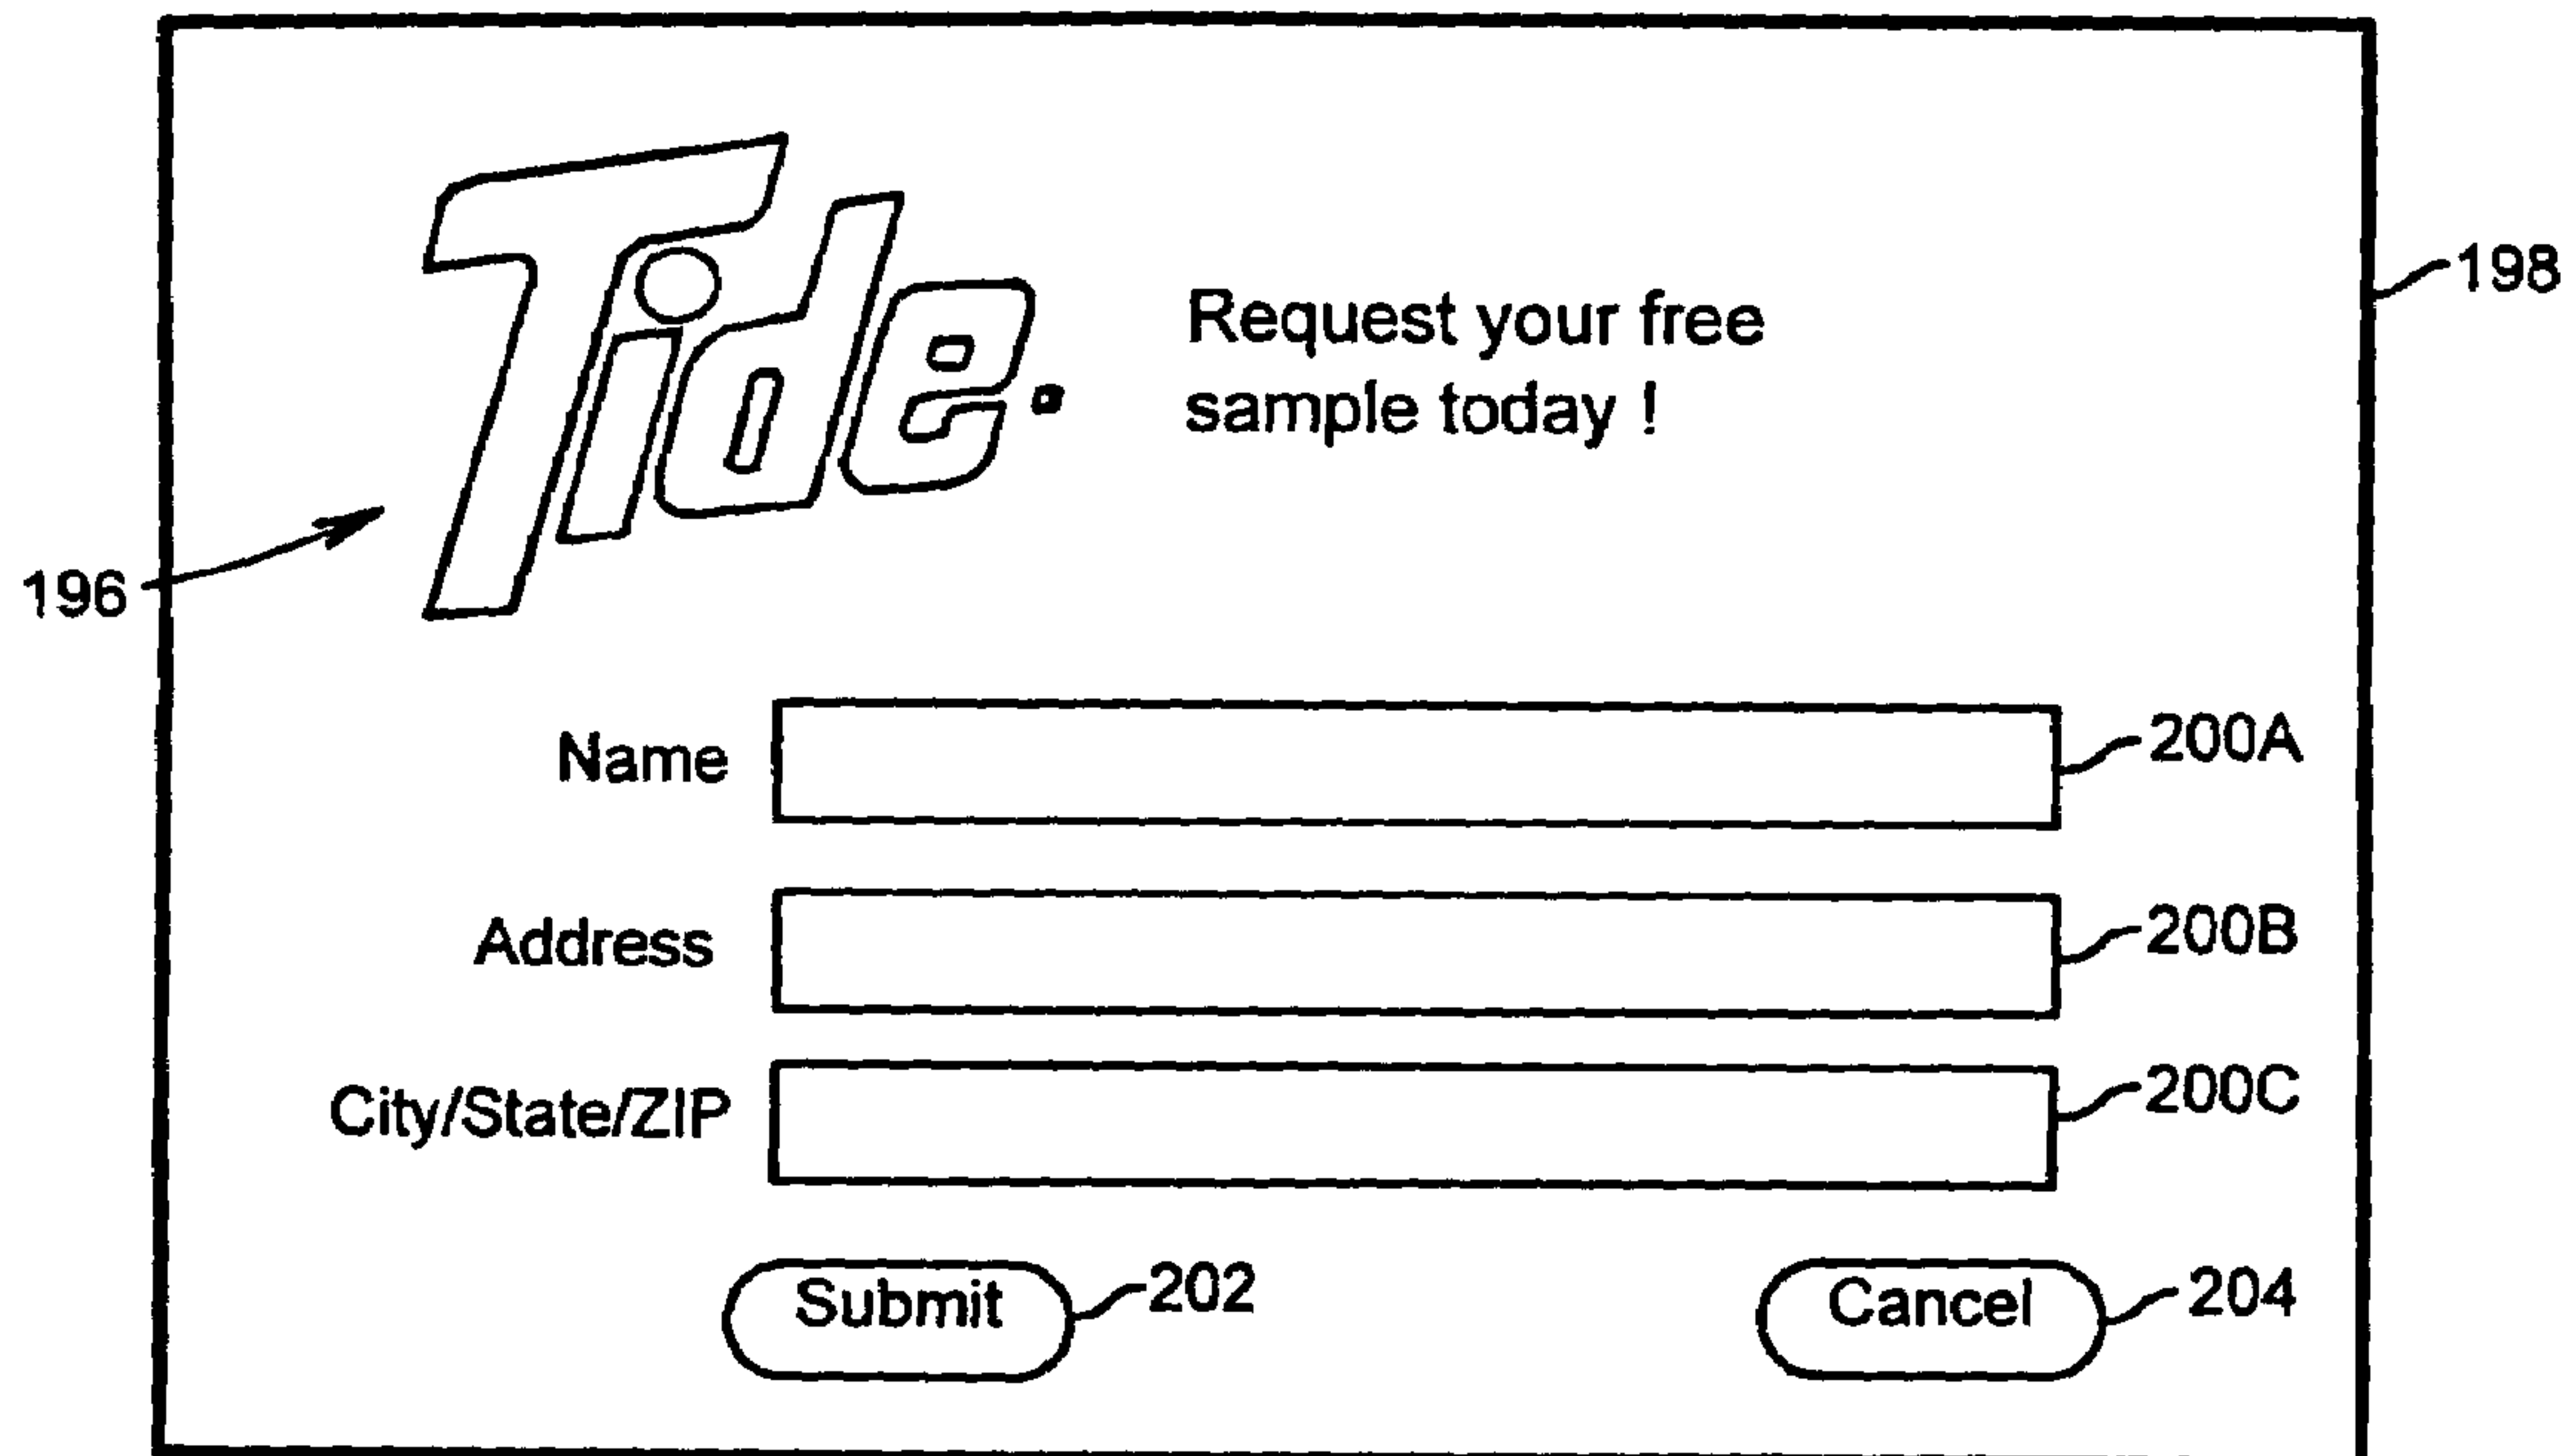 Tide.
Request your free
sample today !
198
196
Name
200A
Address
200B
City/State/ZIP
200C
Submit
202
Cancel
204